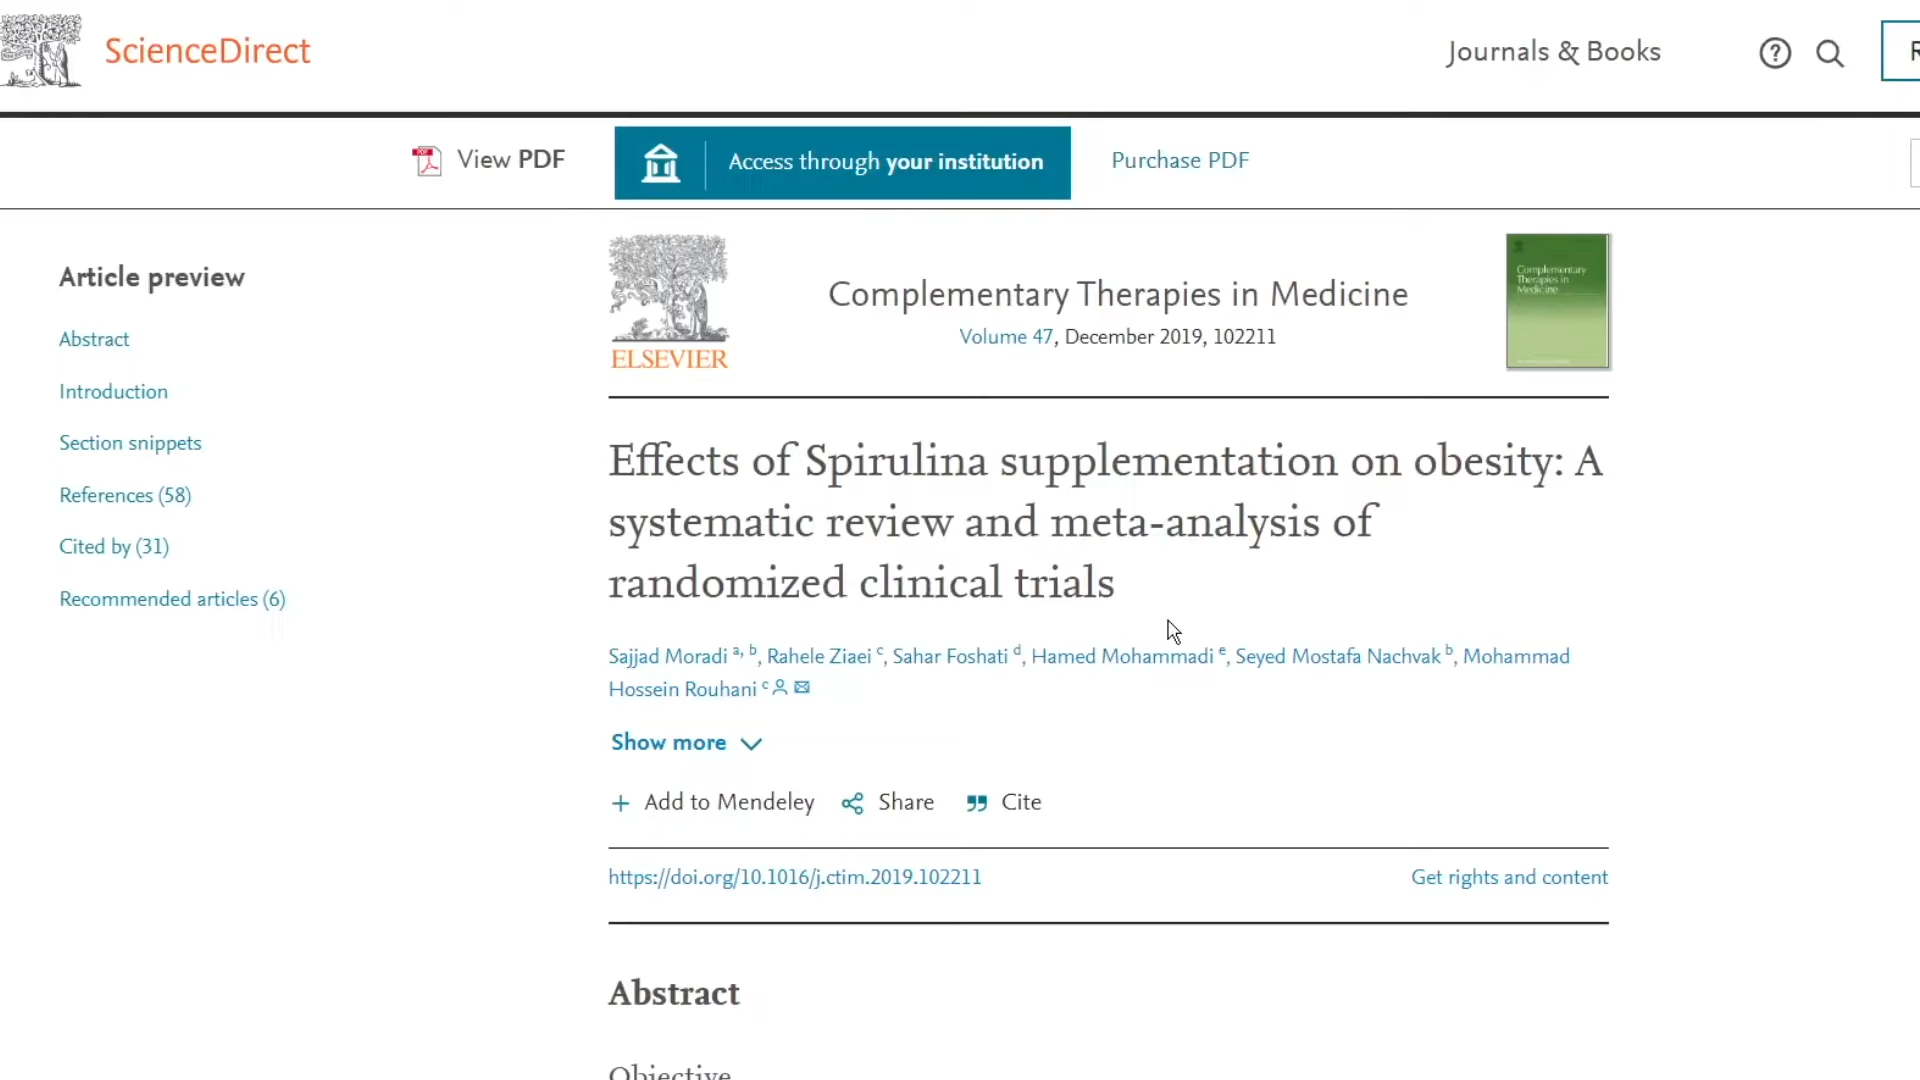 ScienceDirect
Journals & Books
View PDF
Access through your institution
Purchase PDF
Article preview
Abstract
Introduction
Section snippets
References (58)
Cited by (31)
Recommended articles (6)
ELSEVIER
Complementary Therapies in Medicine
Volume 47, December 2019, 102211
Complementary
Therapies in
Medicine
Effects of Spirulina supplementation on obesity: A
systematic review and meta-analysis of
randomized clinical trials
Sajjad Moradi a, b, Rahele Ziaei c, Sahar Foshati d, Hamed Mohammadi e, Seyed Mostafa Nachvak b, Mohammad
Hossein Rouhani c
Show more
Add to Mendeley Share Cite
https://doi.org/10.1016/j.ctim.2019.102211
Get rights and content
Abstract
Objective